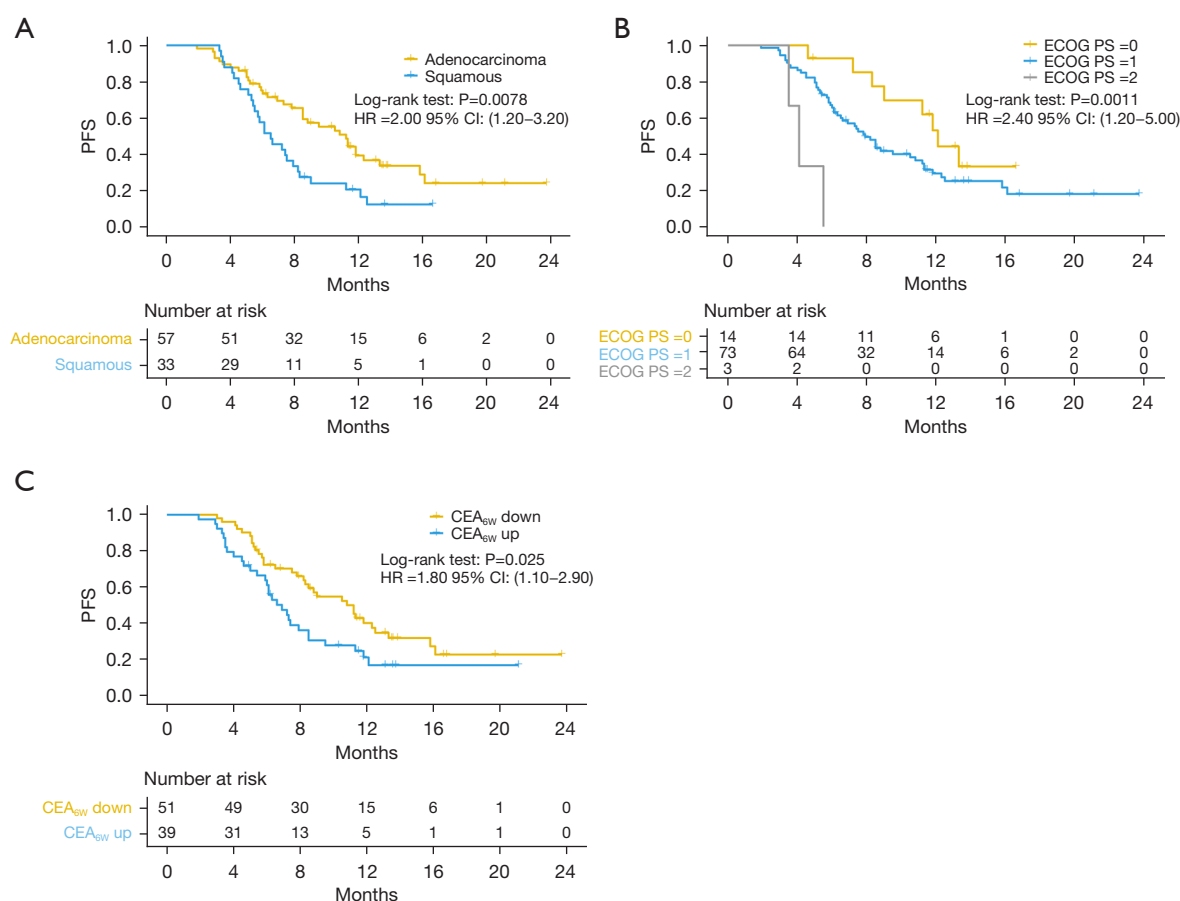 A
1.0
0.8
0.6
0.4
0.2
0.0
PFS
Adenocarcinoma
Squamous
Log-rank test: P=0.0078
HR =2.00 95% CI: (1.20–3.20)
0 4 8 12 16 20 24
Months
Number at risk
Adenocarcinoma 57 51 32 15 6 2 0
Squamous 33 29 11 5 1 0 0
0 4 8 12 16 20 24
Months
B
1.0
0.8
0.6
0.4
0.2
0.0
PFS
ECOG PS =0
ECOG PS =1
ECOG PS =2
Log-rank test: P=0.0011
HR =2.40 95% CI: (1.20–5.00)
0 4 8 12 16 20 24
Months
Number at risk
ECOG PS =0 14 14 11 6 1 0 0
ECOG PS =1 73 64 32 14 6 2 0
ECOG PS =2 3 2 0 0 0 0 0
0 4 8 12 16 20 24
Months
C
1.0
0.8
0.6
0.4
0.2
0.0
PFS
CEA6W down
CEA6W up
Log-rank test: P=0.025
HR =1.80 95% CI: (1.10–2.90)
0 4 8 12 16 20 24
Months
Number at risk
CEA6W down 51 49 30 15 6 1 0
CEA6W up 39 31 13 5 1 1 0
0 4 8 12 16 20 24
Months